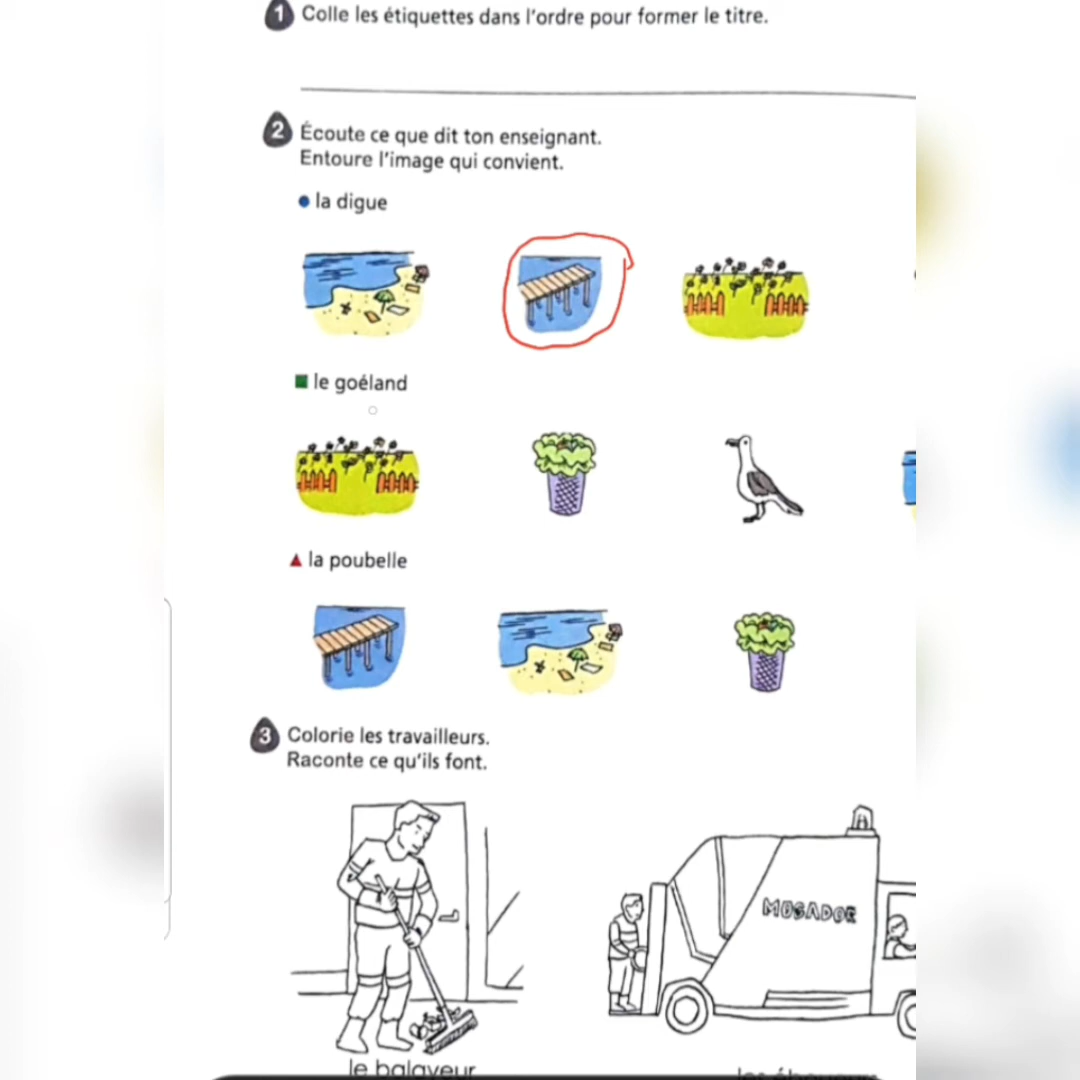 1 Colle les étiquettes dans l'ordre pour former le titre.
2 Écoute ce que dit ton enseignant.
Entoure l'image qui convient.
la digue
le goéland
la poubelle
3 Colorie les travailleurs.
Raconte ce qu'ils font.
MOGADOR
le balayeur